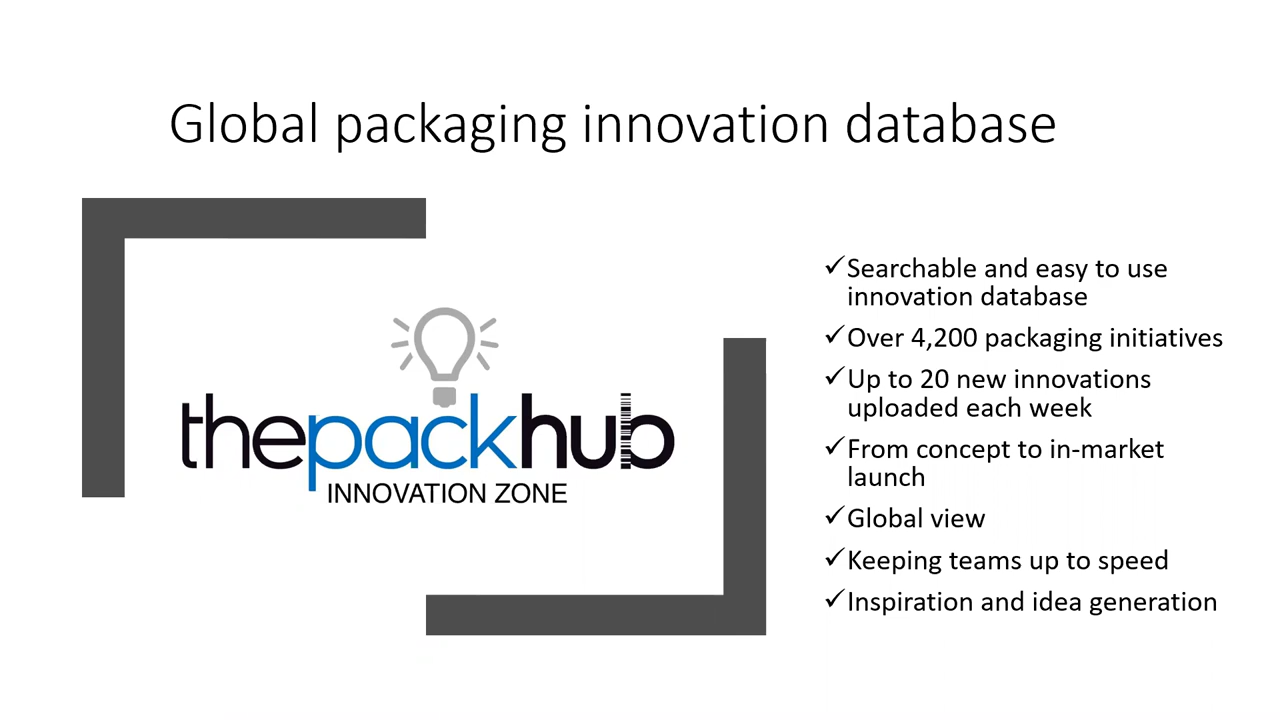 Global packaging innovation database
thepackhub
INNOVATION ZONE
✓Searchable and easy to use
innovation database
✓Over 4,200 packaging initiatives
✓Up to 20 new innovations
uploaded each week
✓From concept to in-market
launch
✓Global view
✓Keeping teams up to speed
✓Inspiration and idea generation